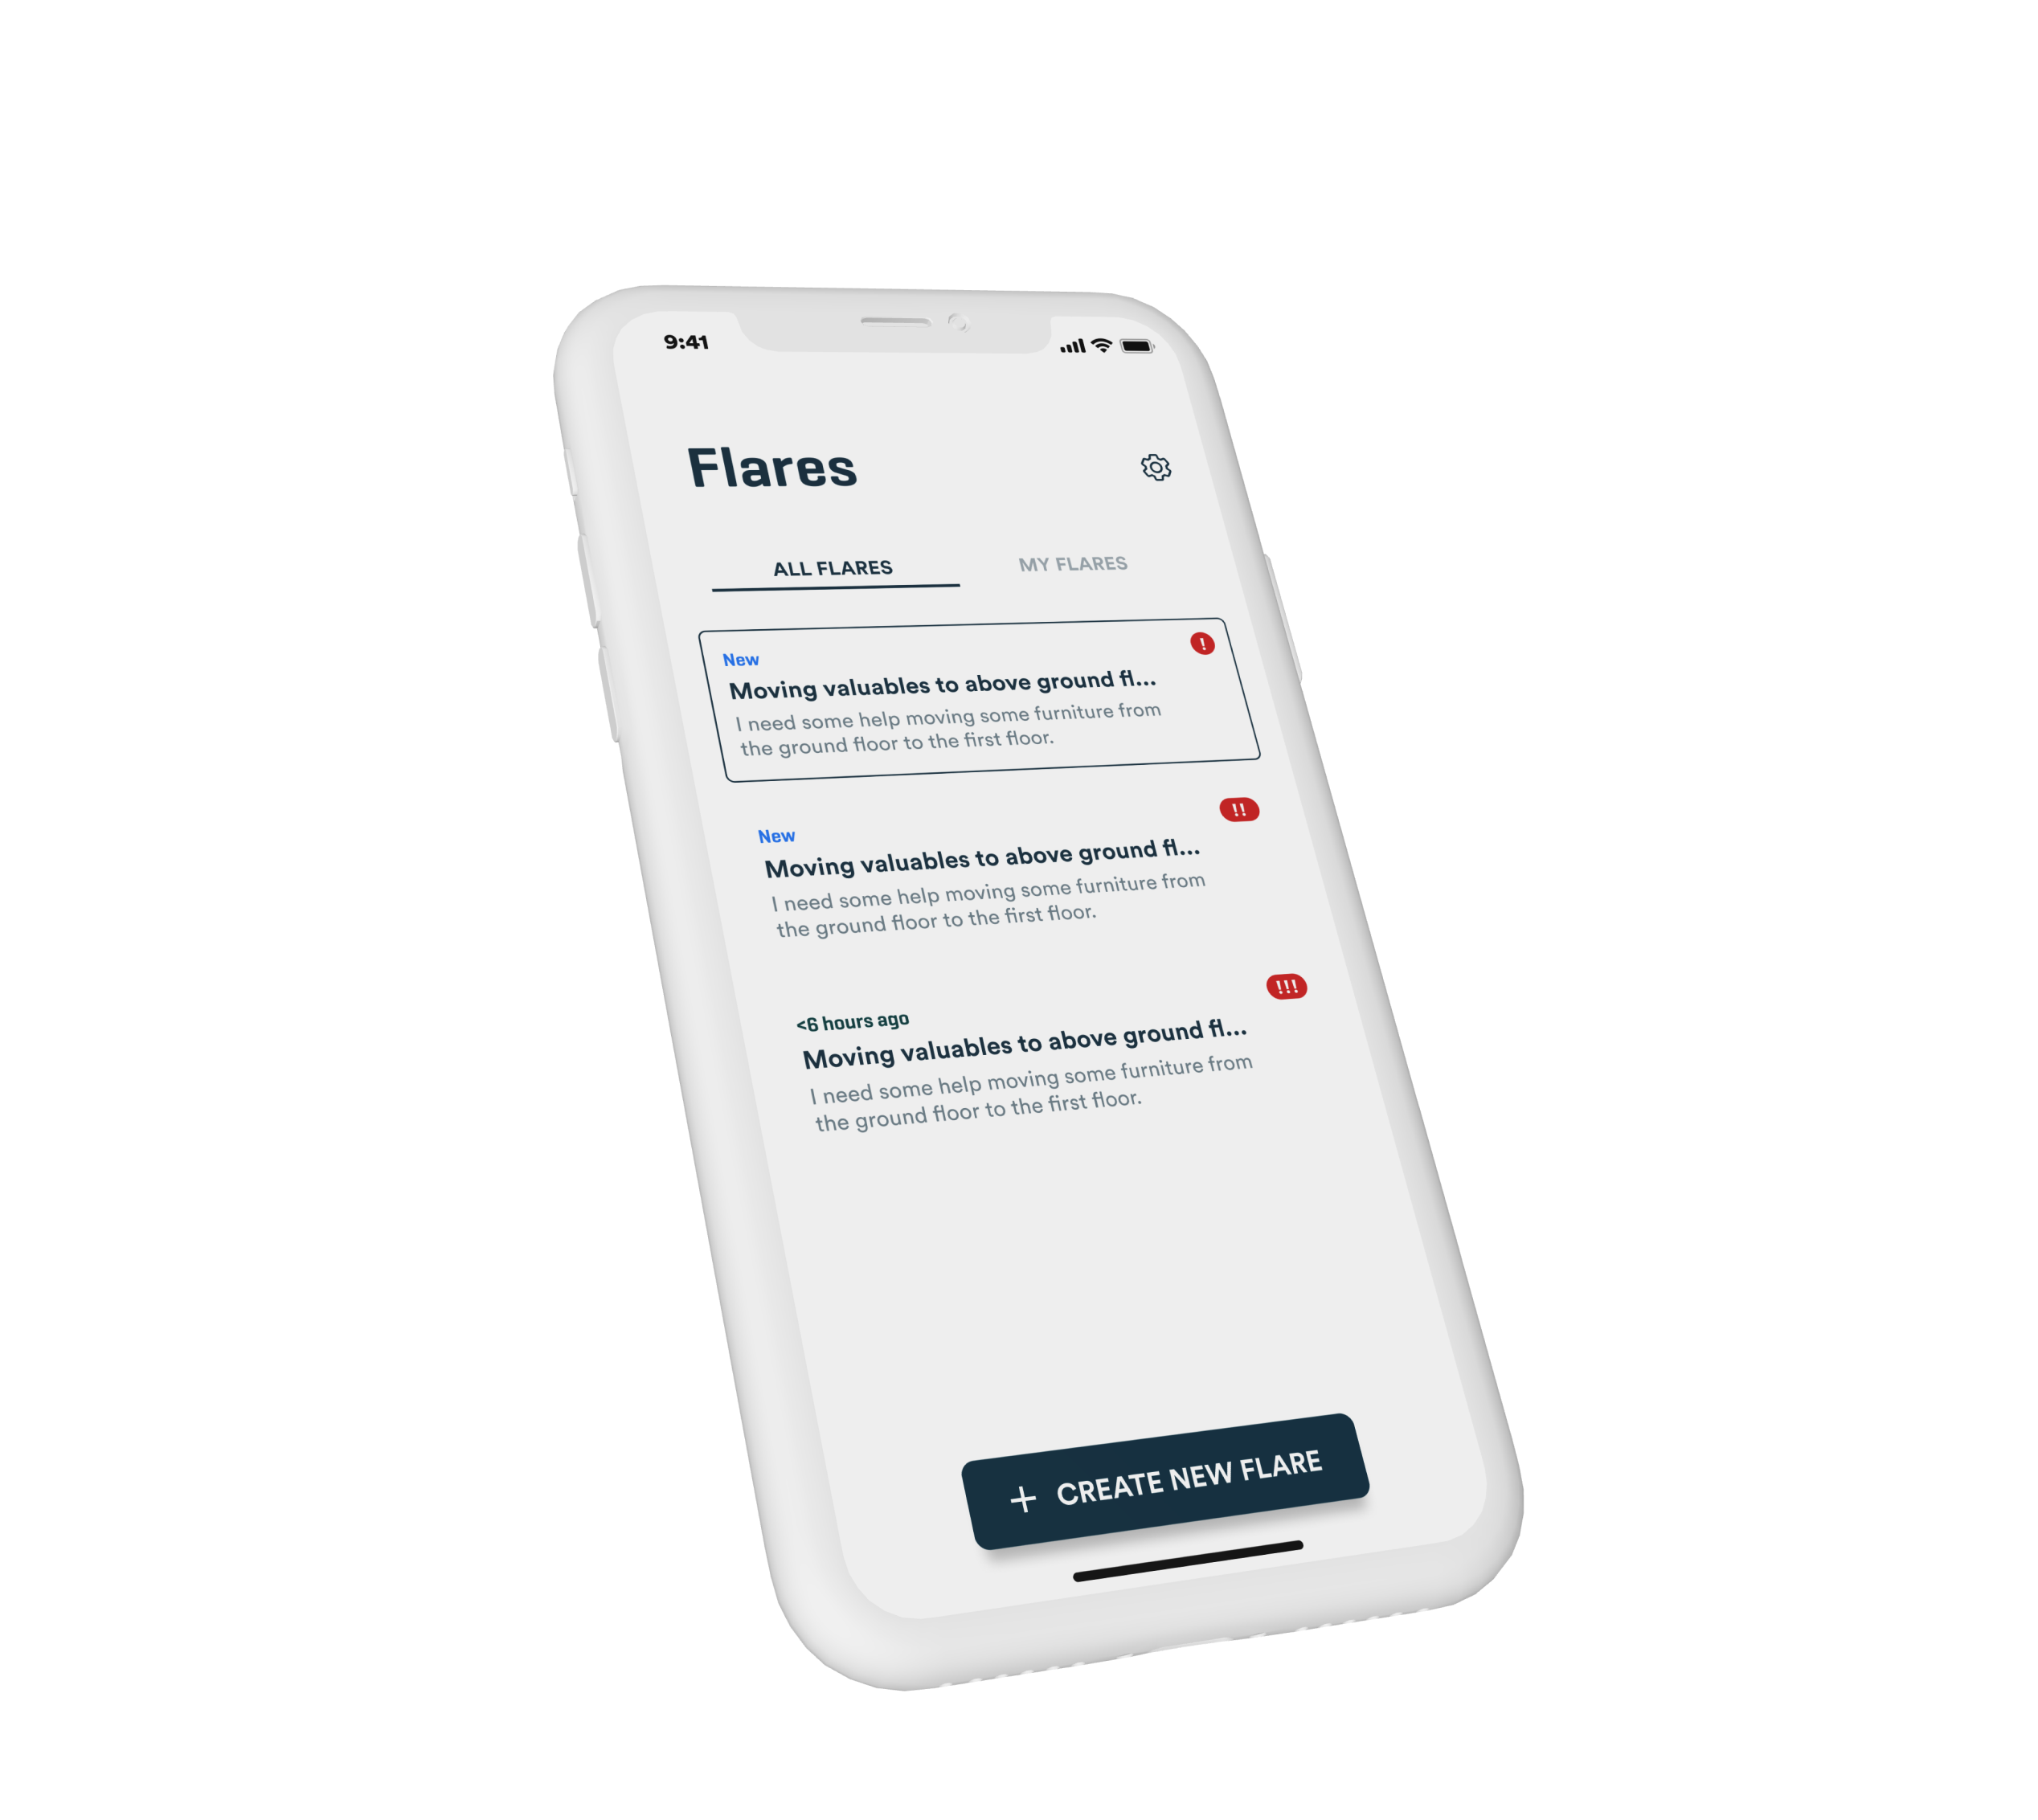 9:41
Flares
ALL FLARES
MY FLARES
New
!
Moving valuables to above ground fl...
I need some help moving some furniture from
the ground floor to the first floor.
New
!!
Moving valuables to above ground fl...
I need some help moving some furniture from
the ground floor to the first floor.
<6 hours ago
!!!
Moving valuables to above ground fl...
I need some help moving some furniture from
the ground floor to the first floor.
+ CREATE NEW FLARE